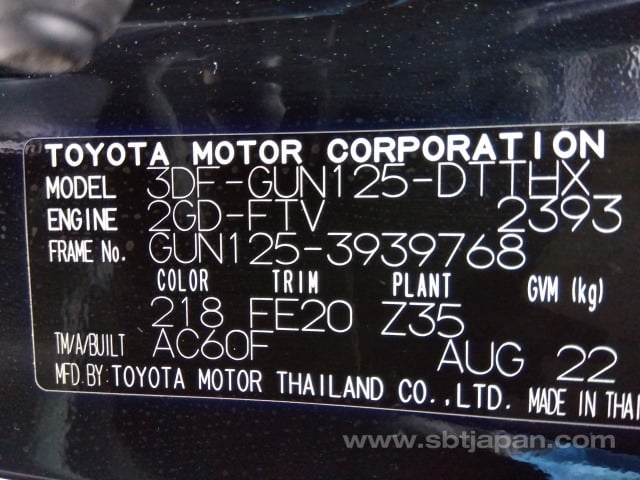 TOYOTA MOTOR CORPORATION
MODEL 3DF-GUN125-DTTHX
ENGINE 2GD-FTV 2393
FRAME No. GUN125-3939768
COLOR TRIM PLANT GVM (kg)
218 FE20 Z35
TM/A/BUILT AC60F AUG 22
MFD.BY:TOYOTA MOTOR THAILAND CO.,LTD. MADE IN THAI
www.sbtjapan.com